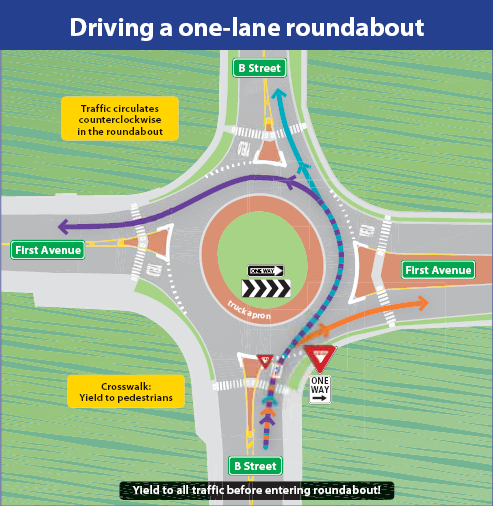 Driving a one-lane roundabout
B Street
Traffic circulates
counterclockwise
in the roundabout
First Avenue
First Avenue
ONE WAY
truck apron
Crosswalk:
Yield to pedestrians
ONE
WAY
B Street
Yield to all traffic before entering roundabout!